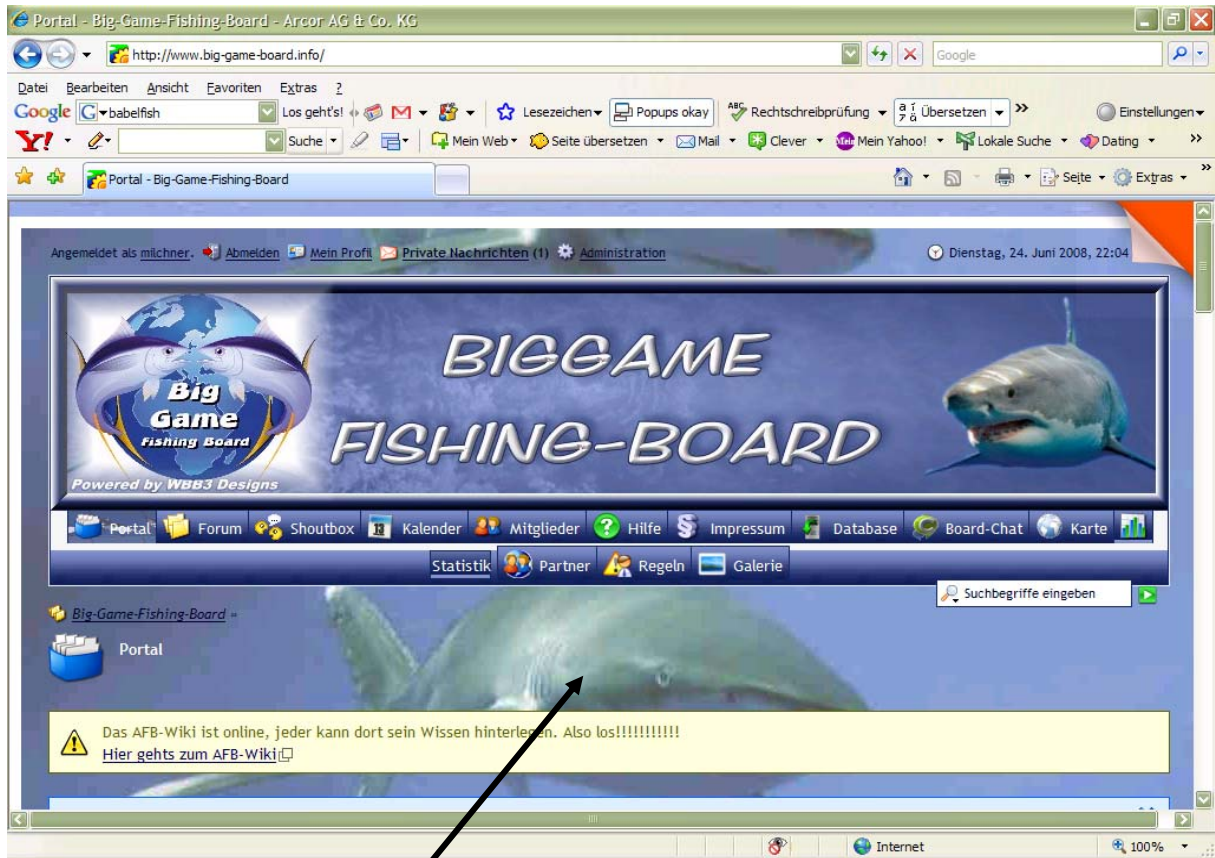 Portal - Big-Game-Fishing-Board - Arcor AG & Co. KG
http://www.big-game-board.info/ Google
Datei Bearbeiten Ansicht Favoriten Extras ?
Google G babelfish Los geht's! Lesezeichen Popups okay ABC Rechtschreibprüfung Übersetzen » Einstellungen
Y! Suche Mein Web Seite übersetzen Mail Clever Mein Yahoo! Lokale Suche Dating »
Portal - Big-Game-Fishing-Board Seite Extras »
Angemeldet als milchner. Abmelden Mein Profil Private Nachrichten (1) Administration Dienstag, 24. Juni 2008, 22:04
BIGGAME
FISHING-BOARD
Big
Game
Fishing Board
Powered by WBB3 Designs
Portal Forum Shoutbox 13 Kalender Mitglieder ? Hilfe § Impressum Database Board-Chat Karte
Statistik Partner Regeln Galerie
Suchbegriffe eingeben
Big-Game-Fishing-Board »
Portal
Das AFB-Wiki ist online, jeder kann dort sein Wissen hinterlegen. Also los!!!!!!!!!!!
Hier gehts zum AFB-Wiki
Internet 100%